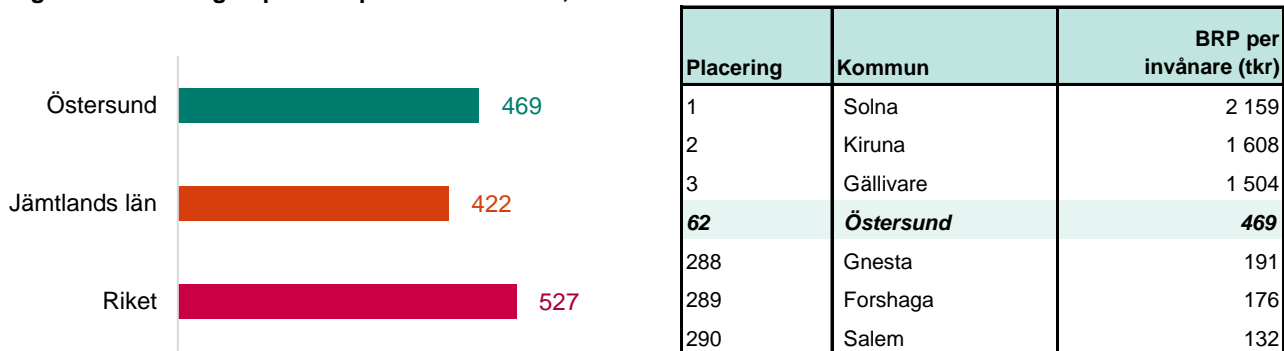 Östersund 469
Jämtlands län 422
Riket 527
BRP per
Placering Kommun invånare (tkr)
1 Solna 2 159
2 Kiruna 1 608
3 Gällivare 1 504
62 Östersund 469
288 Gnesta 191
289 Forshaga 176
290 Salem 132